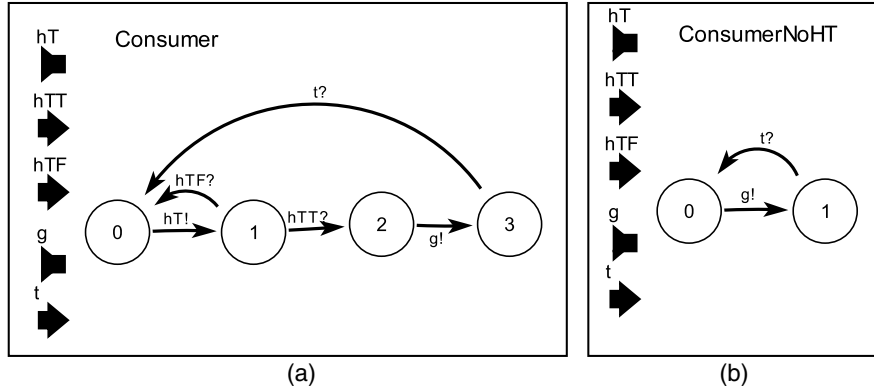 Consumer
hT
hTT
hTF
g
t
t?
hTF?
0
hT!
1
hTT?
2
g!
3
(a)
ConsumerNoHT
hT
hTT
hTF
g
t
t?
0
g!
1
(b)